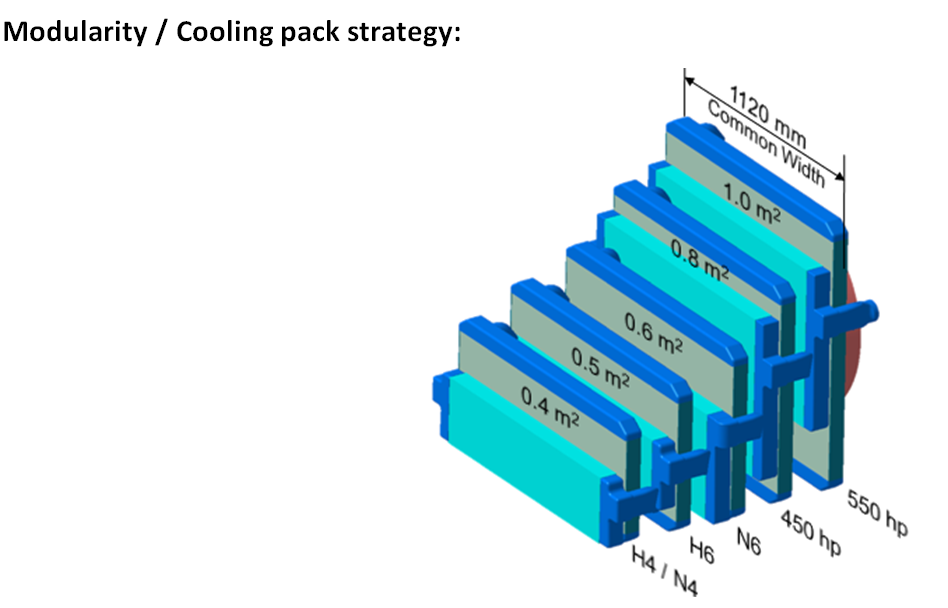 Modularity / Cooling pack strategy:
1120 mm
Common Width
1.0 m²
0.8 m²
0.6 m²
0.5 m²
0.4 m²
550 hp
450 hp
N6
H6
H4 / N4